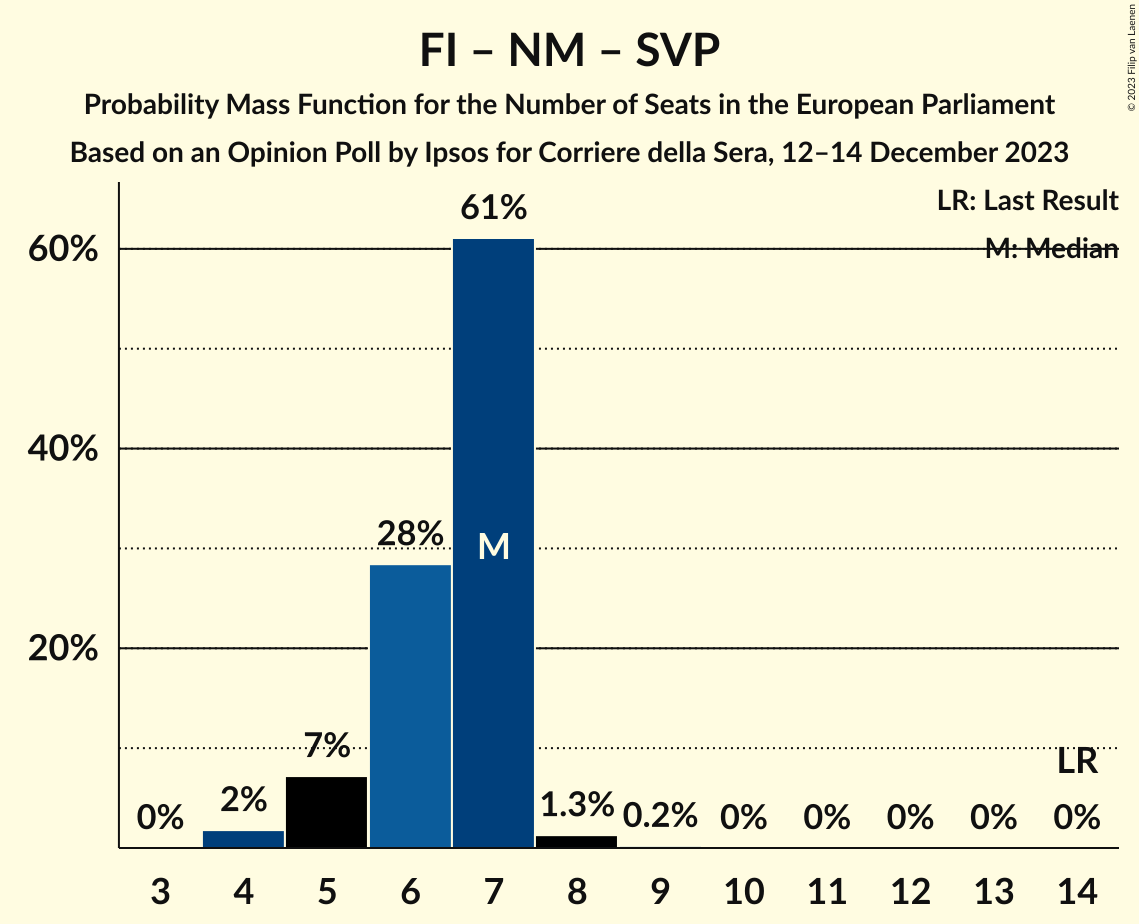 FI – NM – SVP
Probability Mass Function for the Number of Seats in the European Parliament
Based on an Opinion Poll by Ipsos for Corriere della Sera, 12–14 December 2023
© 2023 Filip van Laenen
LR: Last Result
M: Median
60%
40%
20%
0%
2%
7%
28%
61%
M
1.3%
0.2%
0%
0%
0%
0%
LR
0%
3 4 5 6 7 8 9 10 11 12 13 14